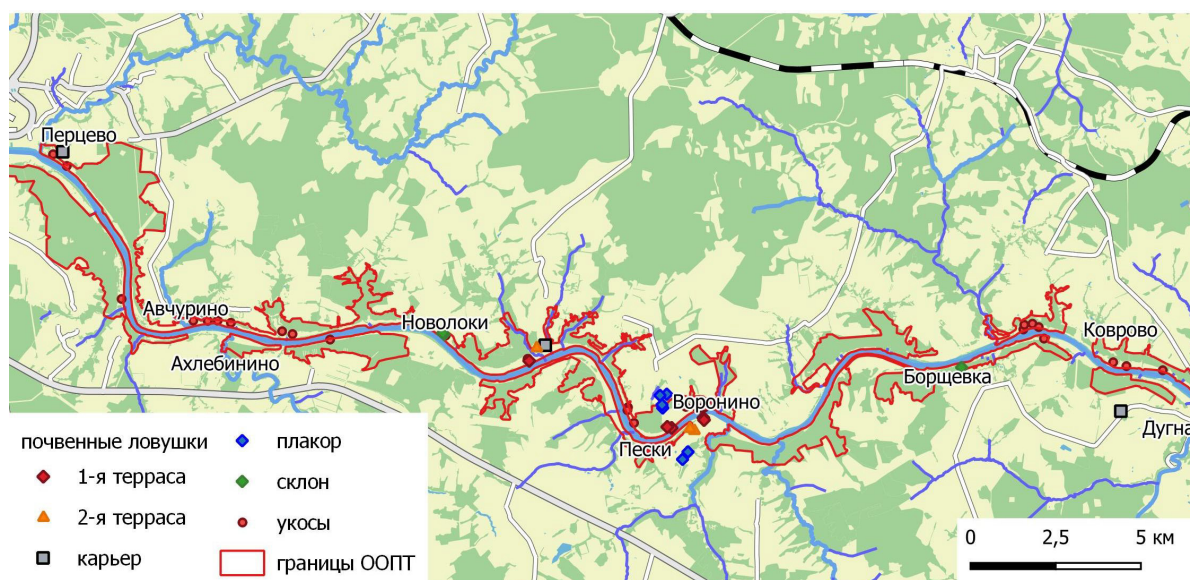 Перцево
Авчурино
Ахлебинино
Новолоки
Воронино
Пески
Борщевка
Коврово
Дугна
почвенные ловушки
1-я терраса
2-я терраса
карьер
плакор
склон
укосы
границы ООПТ
0 2,5 5 км